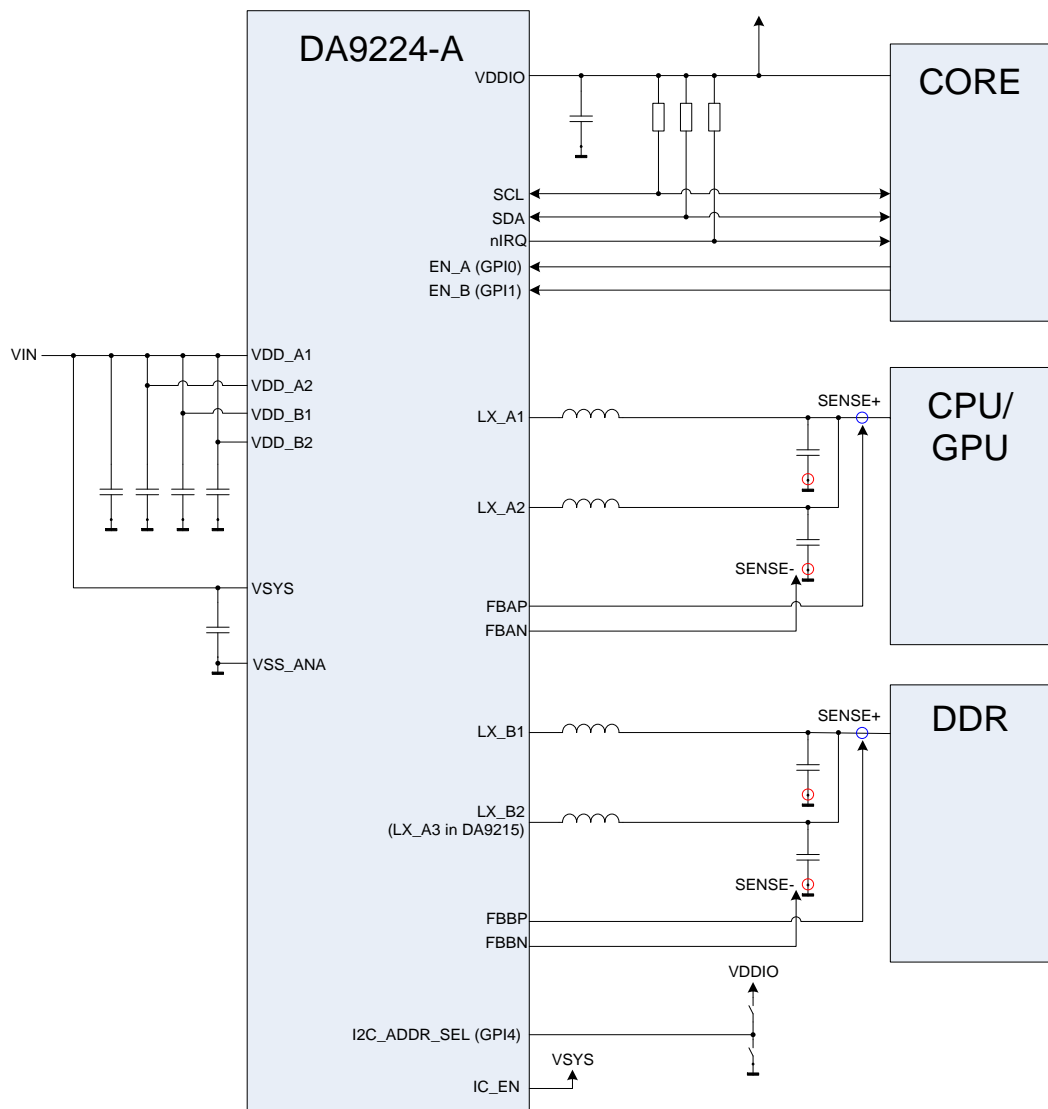 DA9224-A
VDDIO
CORE
SCL
SDA
nIRQ
EN_A (GPI0)
EN_B (GPI1)
VIN
VDD_A1
VDD_A2
VDD_B1
VDD_B2
LX_A1
SENSE+
CPU/
GPU
LX_A2
SENSE-
VSYS
FBAP
FBAN
VSS_ANA
LX_B1
SENSE+
DDR
LX_B2
(LX_A3 in DA9215)
SENSE-
FBBP
FBBN
VDDIO
I2C_ADDR_SEL (GPI4)
VSYS
IC_EN